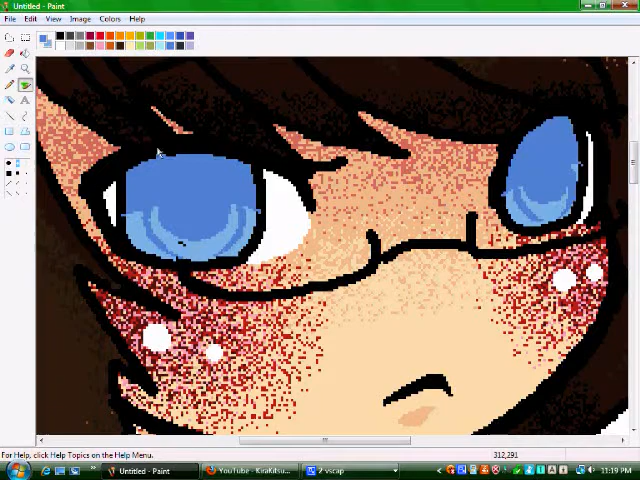 Untitled - Paint
File Edit View Image Colors Help
For Help, click Help Topics on the Help Menu.
312,291
Untitled - Paint
YouTube - KiraKitsu...
2 vscap
11:19 PM